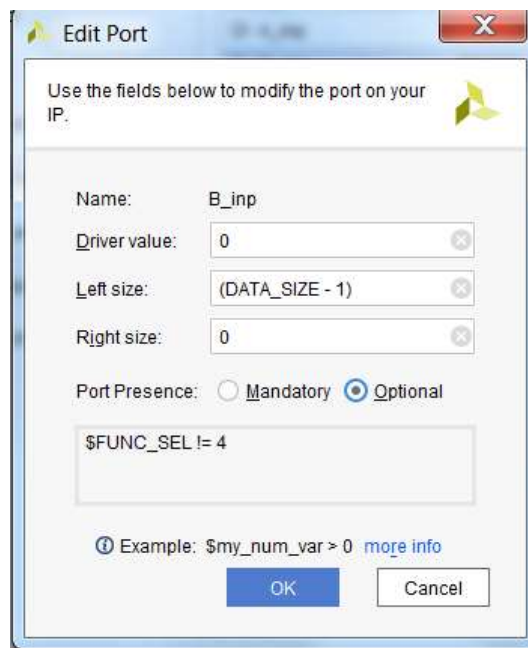 Edit Port
Use the fields below to modify the port on your
IP.
Name: B_inp
Driver value: 0
Left size: (DATA_SIZE - 1)
Right size: 0
Port Presence: Mandatory Optional
$FUNC_SEL != 4
Example: $my_num_var > 0 more info
OK Cancel